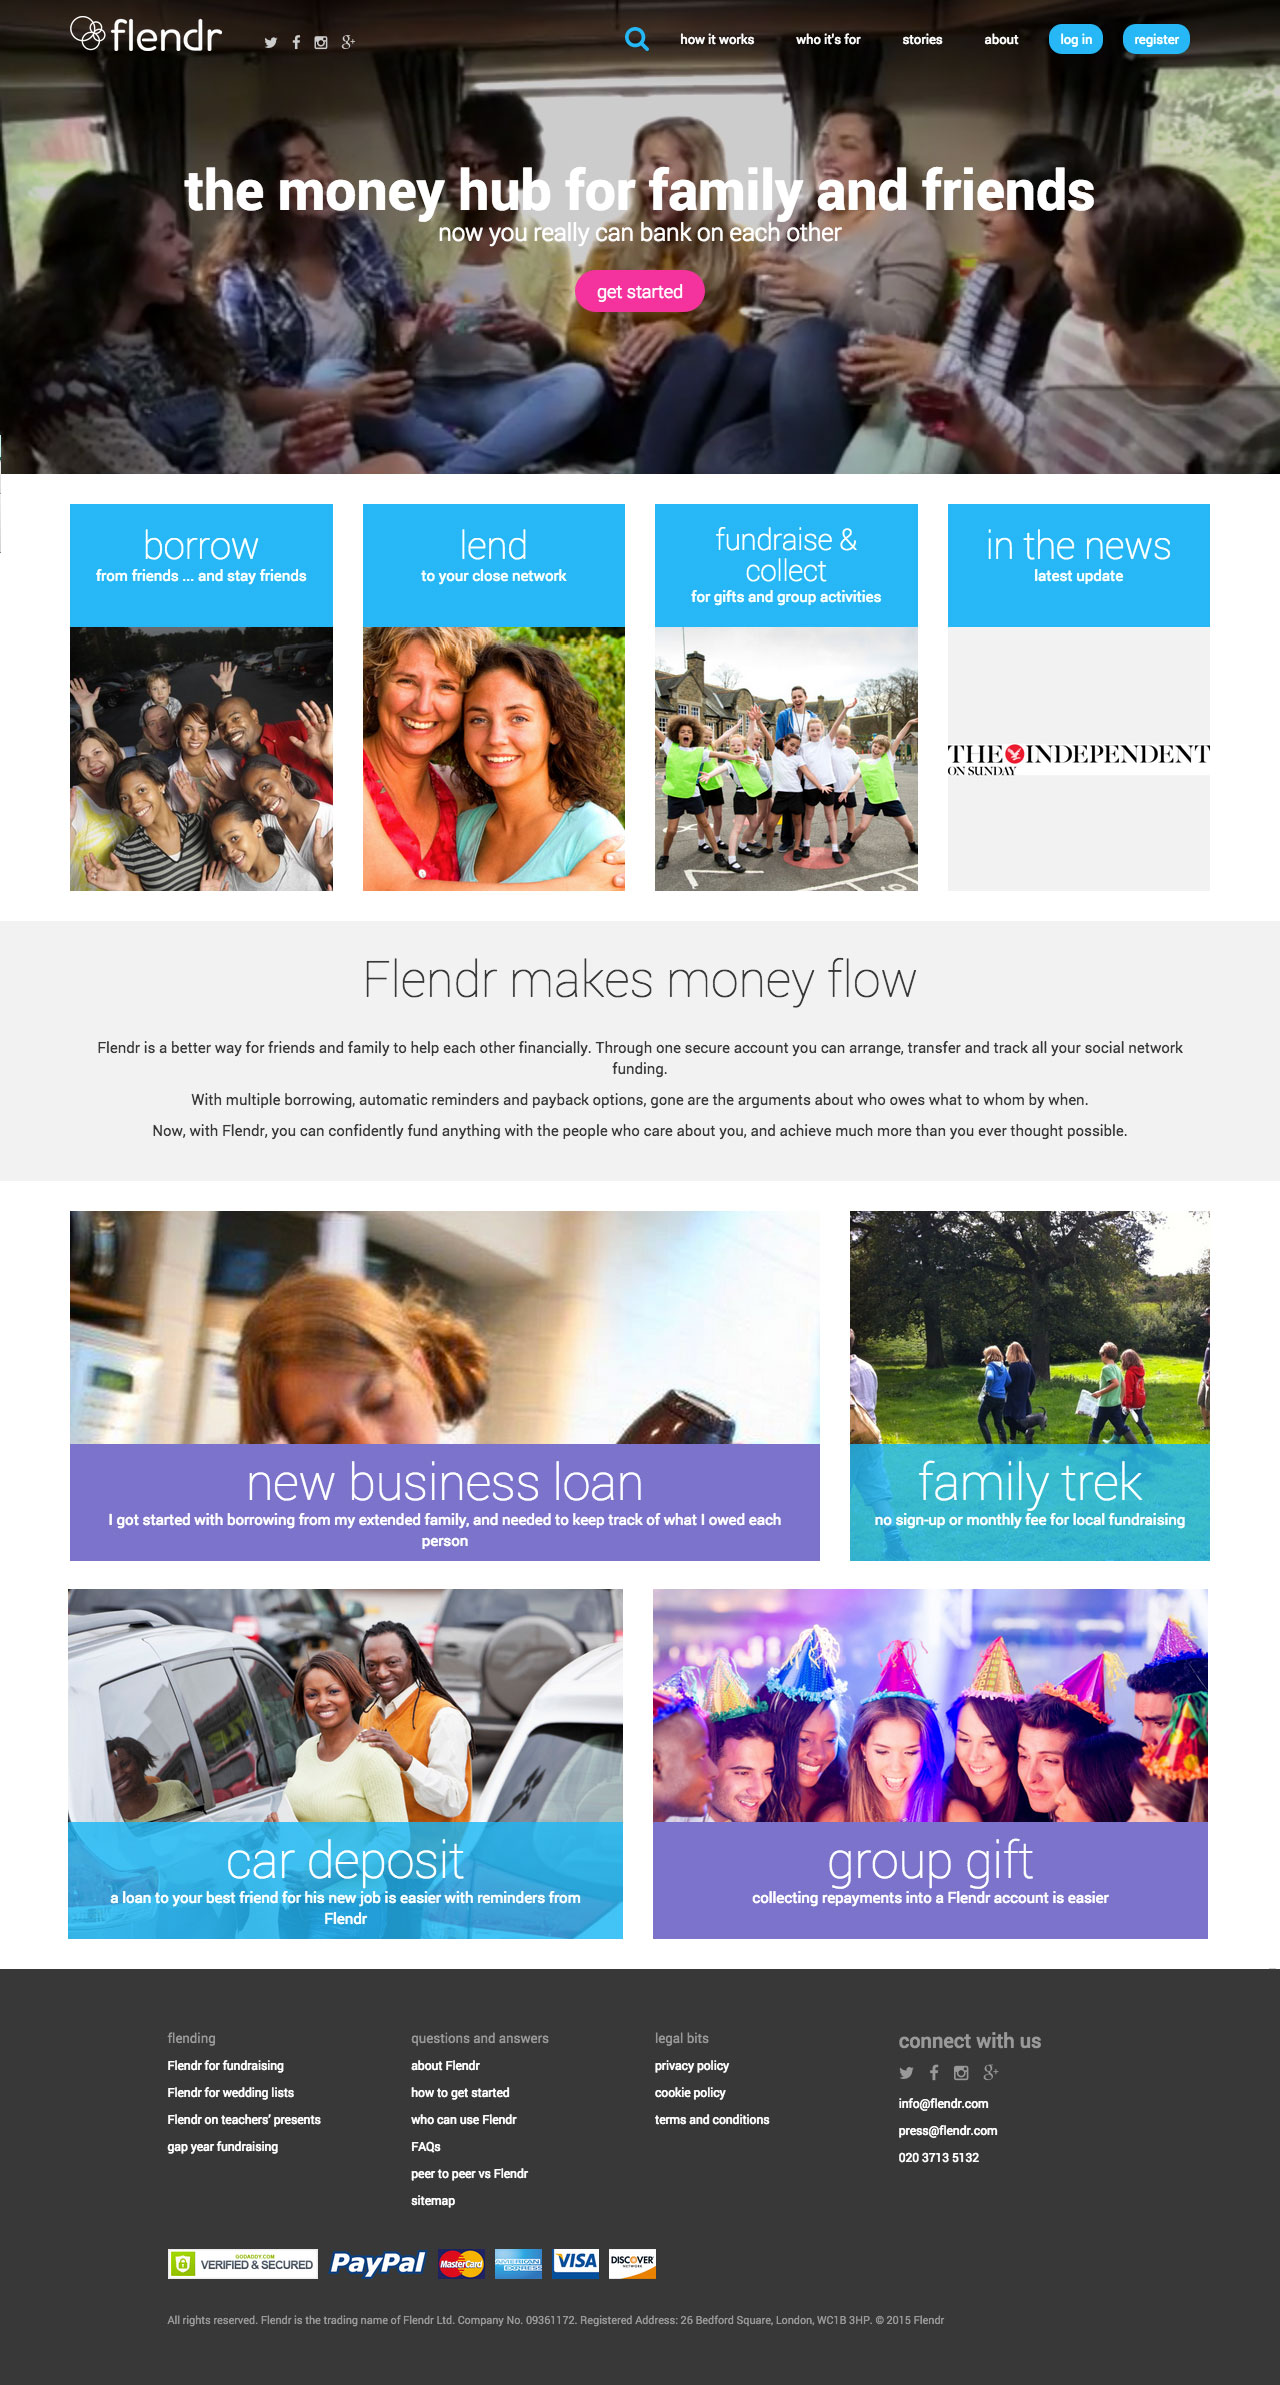 flendr
how it works who it's for stories about log in register
the money hub for family and friends
now you really can bank on each other
get started
borrow
from friends ... and stay friends
lend
to your close network
fundraise &
collect
for gifts and group activities
in the news
latest update
THE INDEPENDENT
ON SUNDAY
Flendr makes money flow
Flendr is a better way for friends and family to help each other financially. Through one secure account you can arrange, transfer and track all your social network
funding.
With multiple borrowing, automatic reminders and payback options, gone are the arguments about who owes what to whom by when.
Now, with Flendr, you can confidently fund anything with the people who care about you, and achieve much more than you ever thought possible.
new business loan
I got started with borrowing from my extended family, and needed to keep track of what I owed each
person
family trek
no sign-up or monthly fee for local fundraising
car deposit
a loan to your best friend for his new job is easier with reminders from
Flendr
group gift
collecting repayments into a Flendr account is easier
flending
Flendr for fundraising
Flendr for wedding lists
Flendr on teachers' presents
gap year fundraising
questions and answers
about Flendr
how to get started
who can use Flendr
FAQs
peer to peer vs Flendr
sitemap
legal bits
privacy policy
cookie policy
terms and conditions
connect with us
info@flendr.com
press@flendr.com
020 3713 5132
GODADDY.COM
VERIFIED & SECURED
PayPal
MasterCard
AMERICAN EXPRESS
VISA
DISCOVER
NETWORK
All rights reserved. Flendr is the trading name of Flendr Ltd. Company No. 09361172. Registered Address: 26 Bedford Square, London, WC1B 3HP. © 2015 Flendr